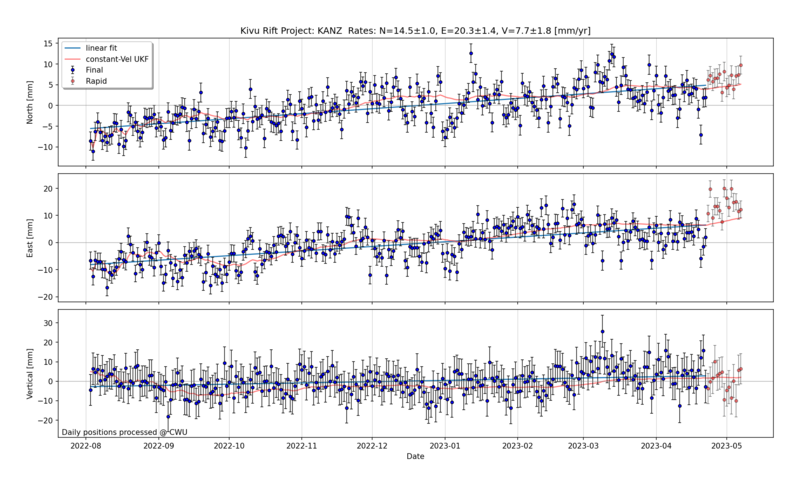 Kivu Rift Project: KANZ Rates: N=14.5±1.0, E=20.3±1.4, V=7.7±1.8 [mm/yr]
linear fit
constant-Vel UKF
Final
Rapid
North [mm]
15
10
5
0
−5
−10
East [mm]
20
10
0
−10
−20
Vertical [mm]
30
20
10
0
−10
−20
Daily positions processed @ CWU
2022-08 2022-09 2022-10 2022-11 2022-12 2023-01 2023-02 2023-03 2023-04 2023-05
Date